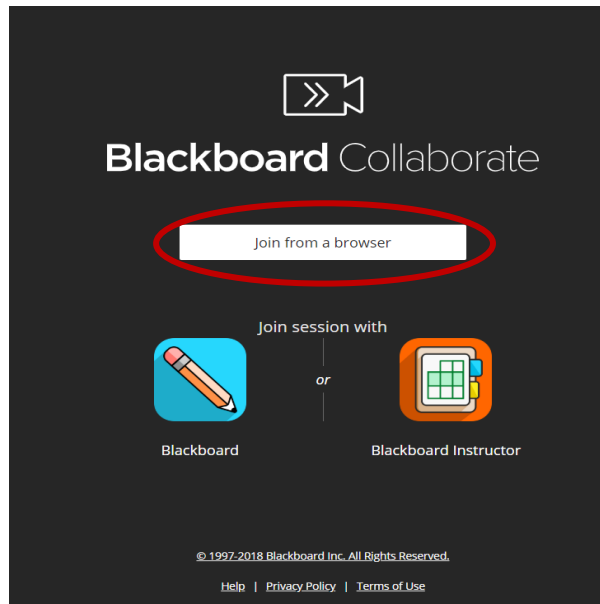 Blackboard Collaborate
Join from a browser
Join session with
or
Blackboard
Blackboard Instructor
© 1997-2018 Blackboard Inc. All Rights Reserved.
Help | Privacy Policy | Terms of Use